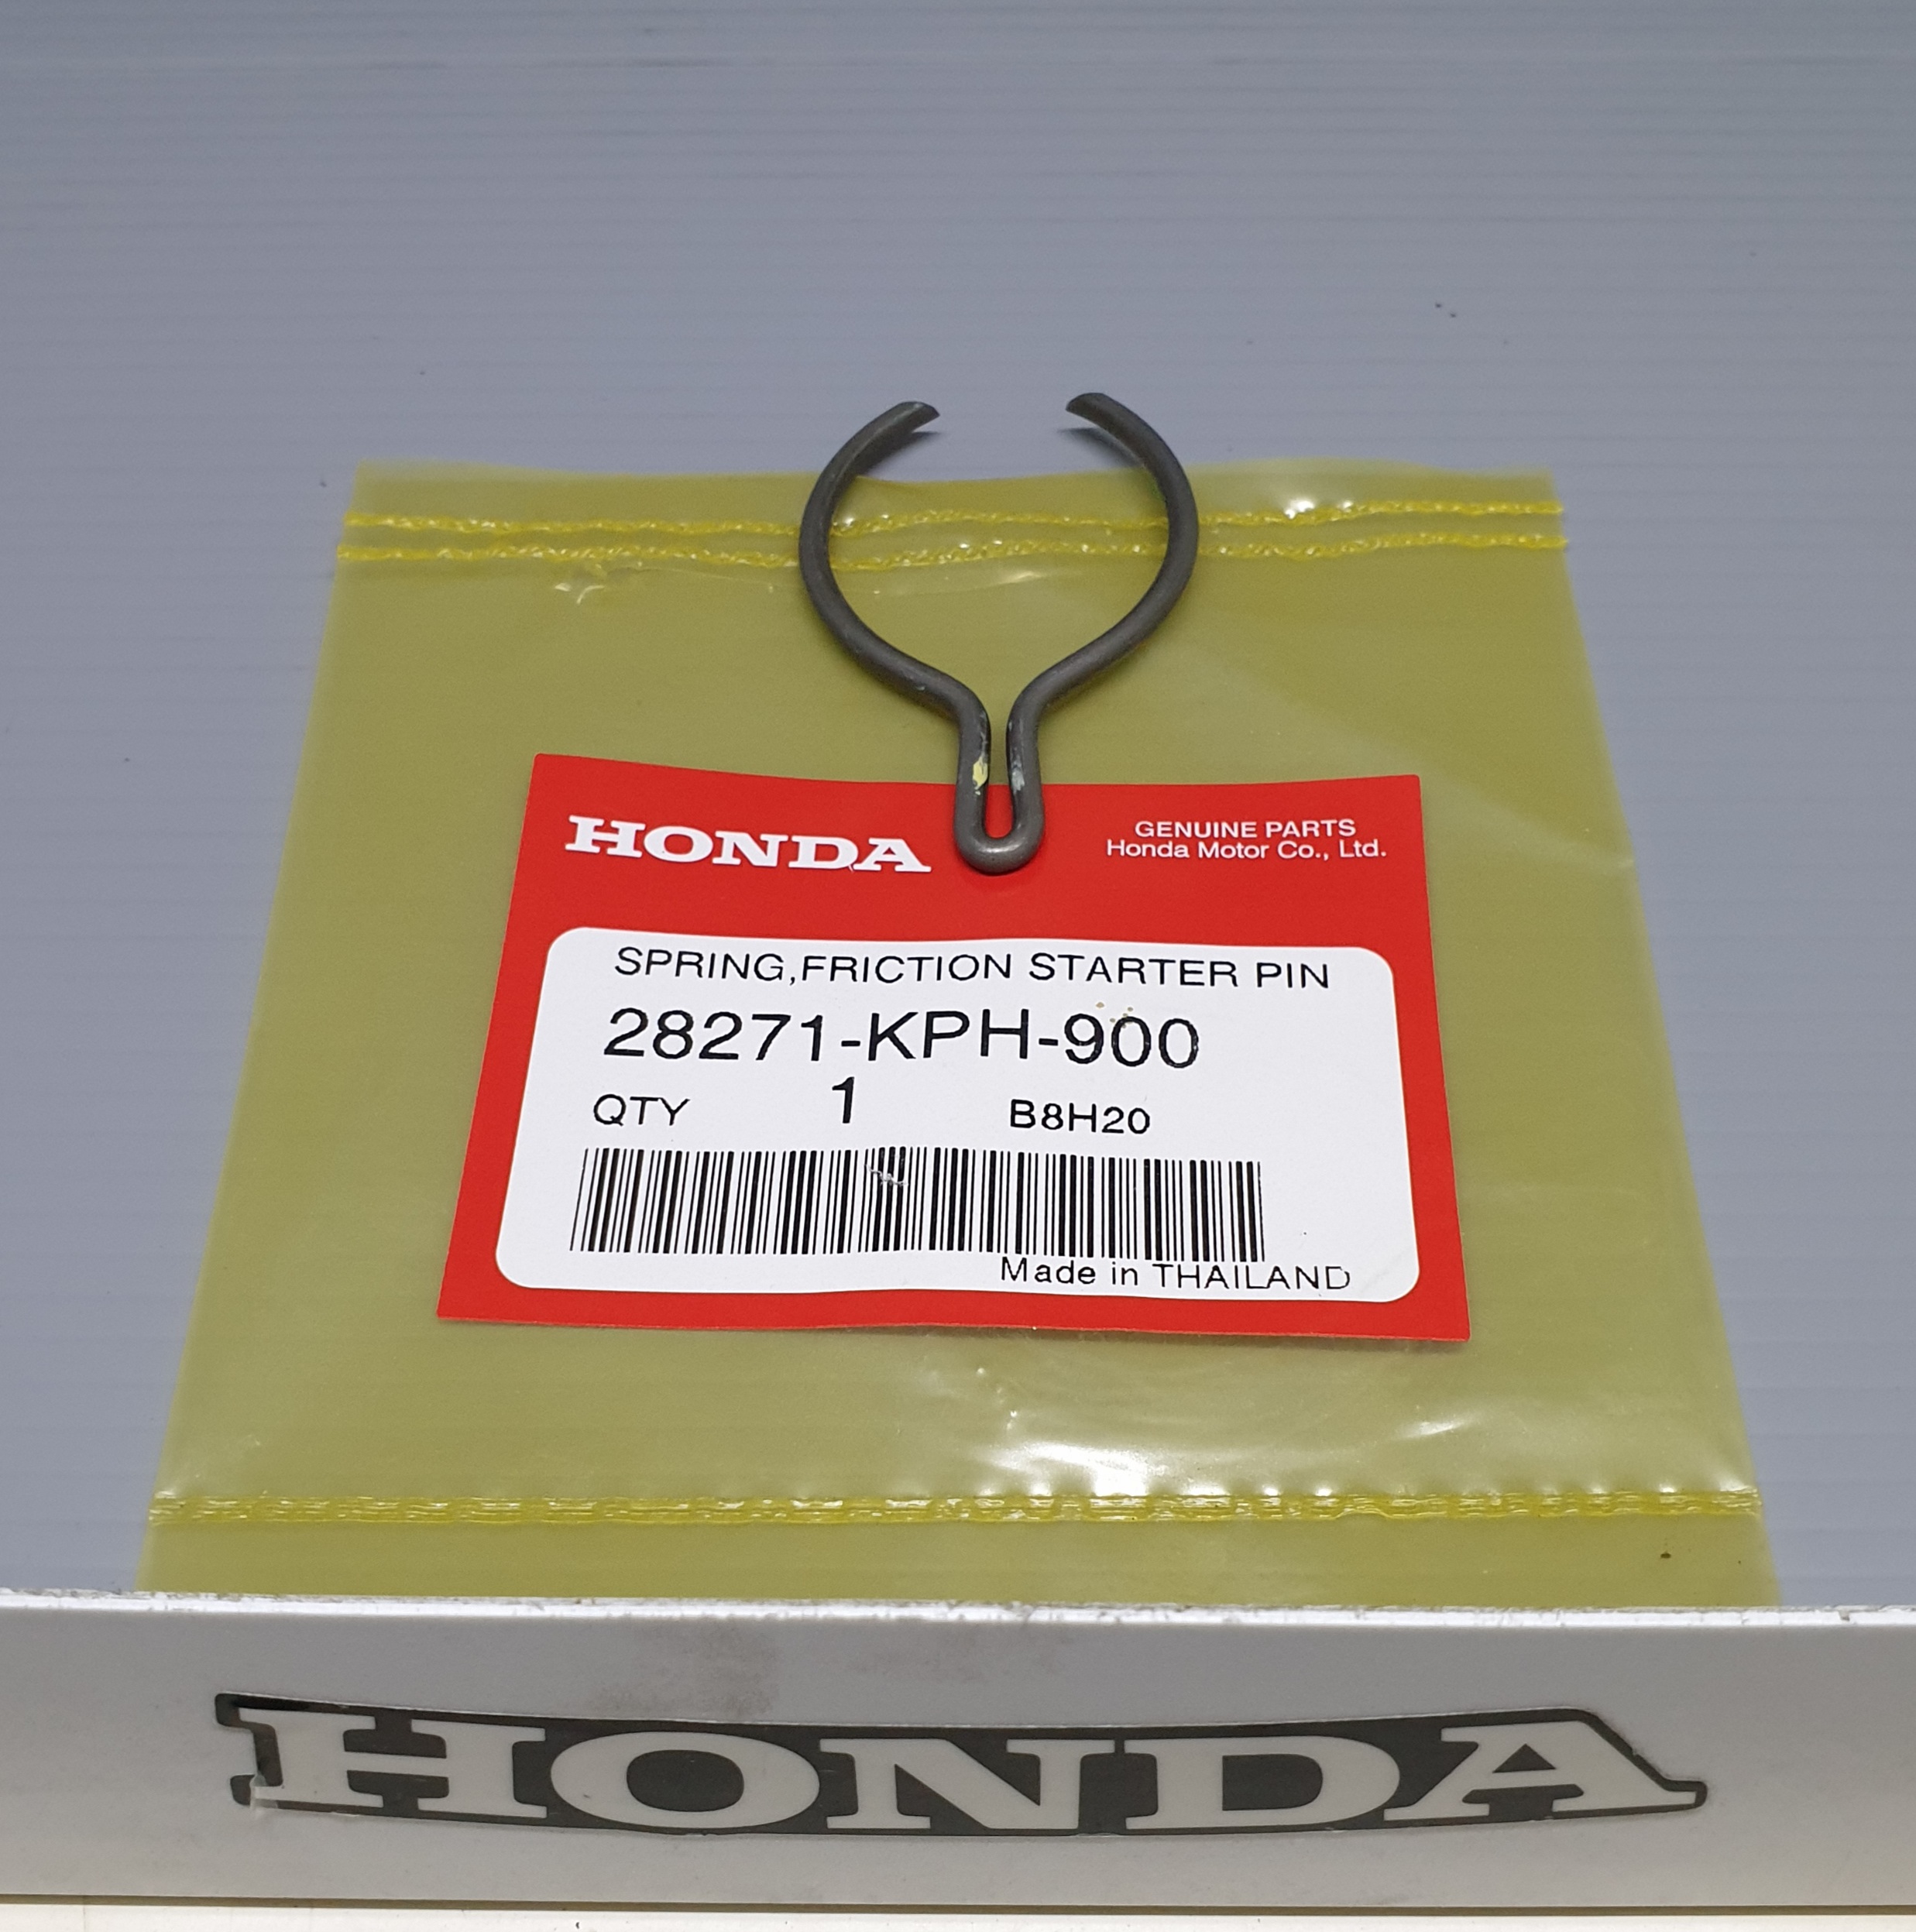 HONDA
GENUINE PARTS
Honda Motor Co., Ltd.
SPRING,FRICTION STARTER PIN
28271-KPH-900
QTY 1 B8H20
Made in THAILAND
HONDA